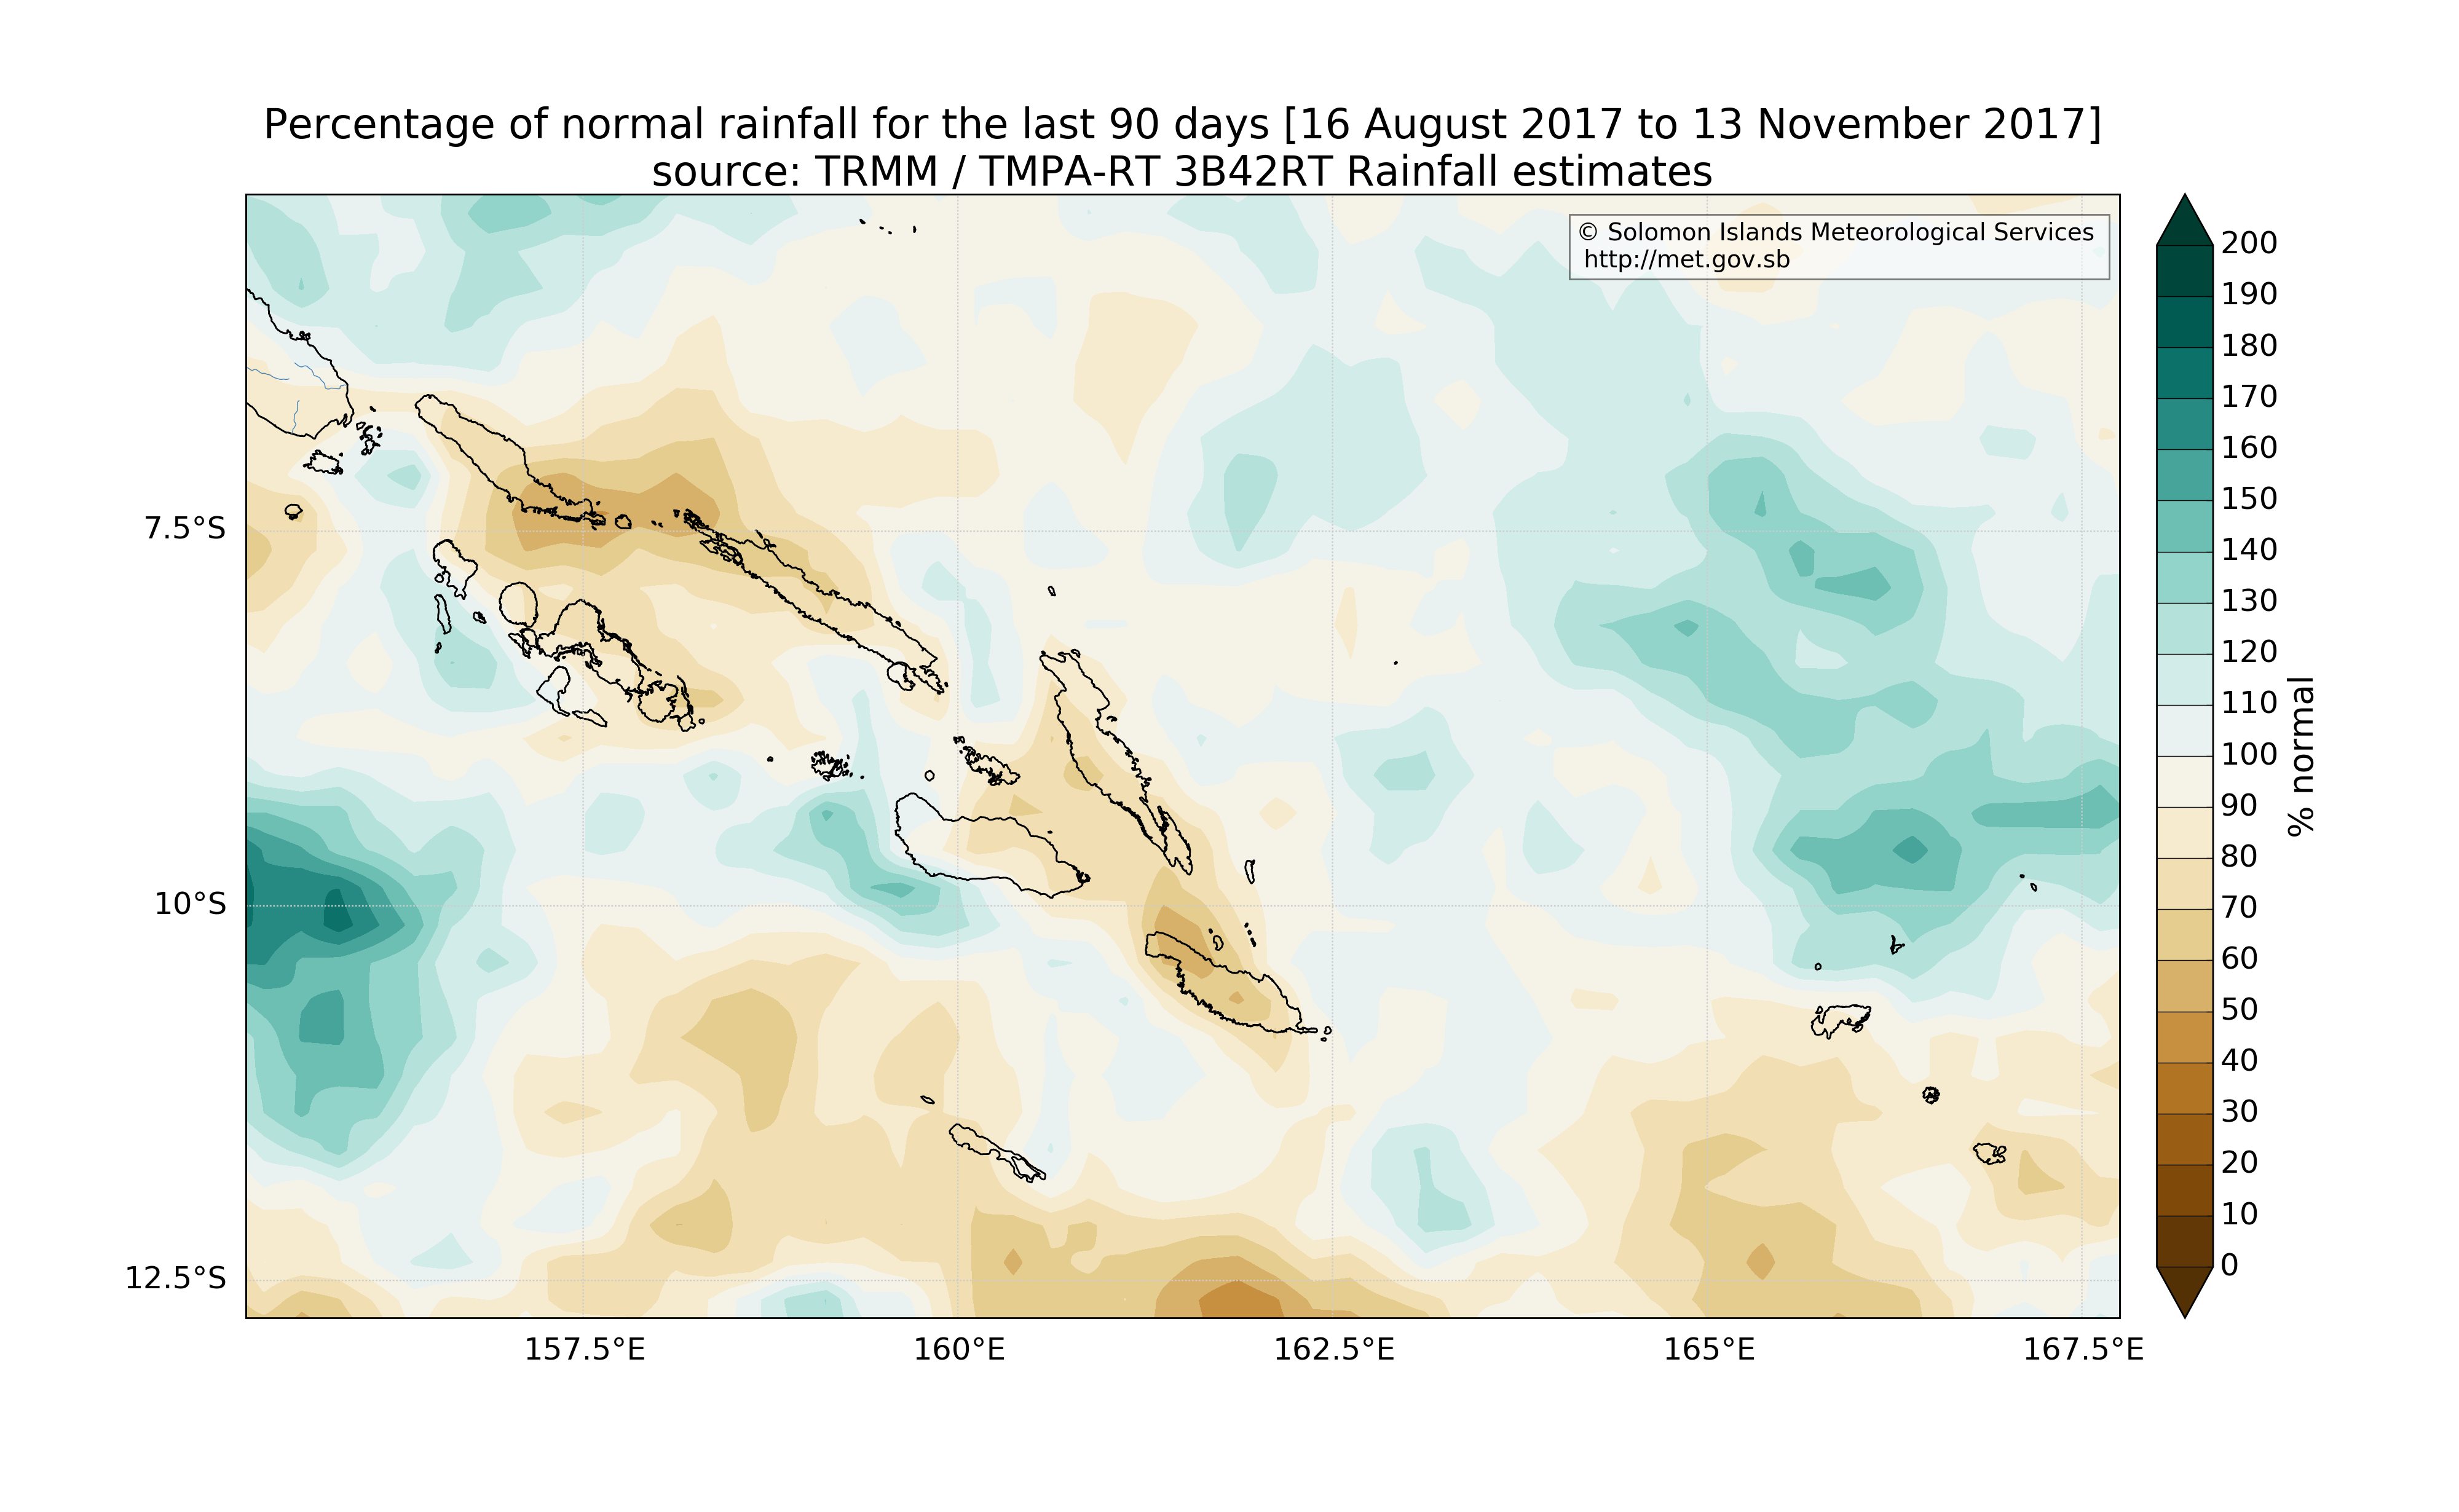 Percentage of normal rainfall for the last 90 days [16 August 2017 to 13 November 2017]
source: TRMM / TMPA-RT 3B42RT Rainfall estimates
© Solomon Islands Meteorological Services
http://met.gov.sb
7.5°S
10°S
12.5°S
157.5°E
160°E
162.5°E
165°E
167.5°E
200
190
180
170
160
150
140
130
120
110
100
90
80
70
60
50
40
30
20
10
0
% normal